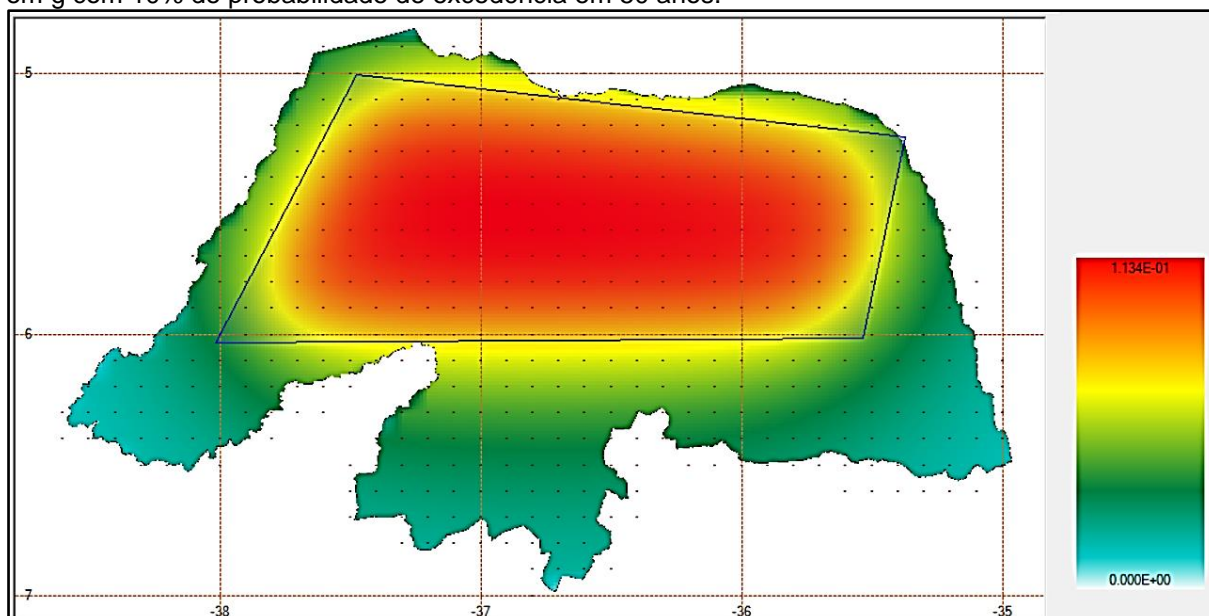 em g com 10% de probabilidade de excedência em 50 anos.
-5
-6
-7
-38
-37
-36
-35
1.134E-01
0.000E+00